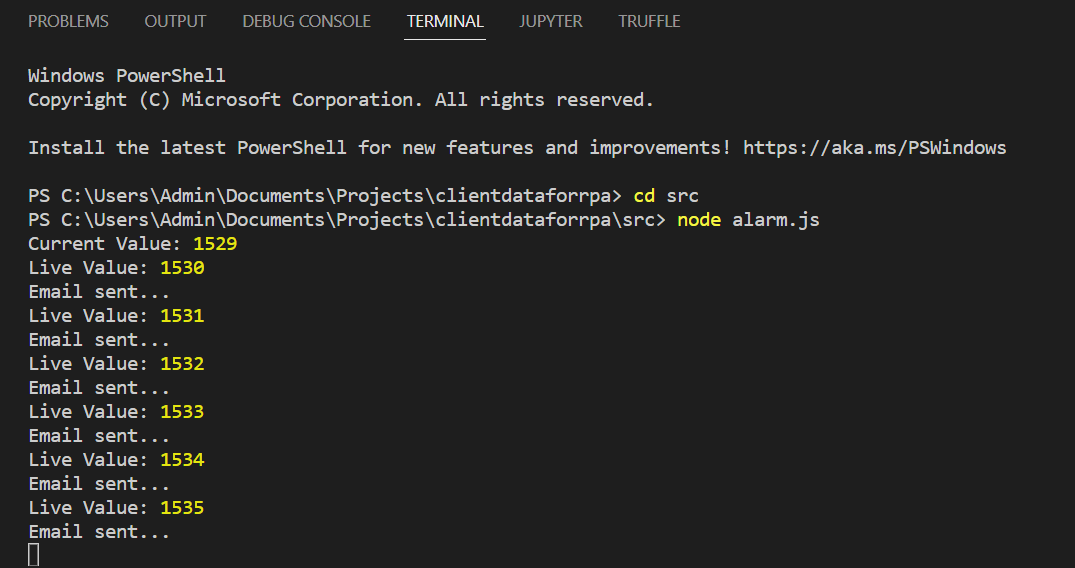 PROBLEMS OUTPUT DEBUG CONSOLE TERMINAL JUPYTER TRUFFLE
Windows PowerShell
Copyright (C) Microsoft Corporation. All rights reserved.
Install the latest PowerShell for new features and improvements! https://aka.ms/PSWindows
PS C:\Users\Admin\Documents\Projects\clientdataforrpa> cd src
PS C:\Users\Admin\Documents\Projects\clientdataforrpa\src> node alarm.js
Current Value: 1529
Live Value: 1530
Email sent...
Live Value: 1531
Email sent...
Live Value: 1532
Email sent...
Live Value: 1533
Email sent...
Live Value: 1534
Email sent...
Live Value: 1535
Email sent...